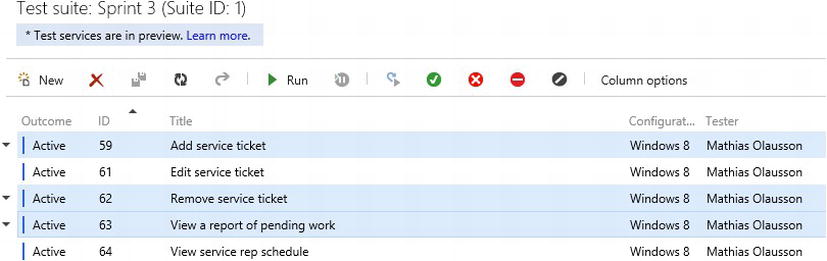 Test suite: Sprint 3 (Suite ID: 1)
* Test services are in preview. Learn more.
New Run Column options
Outcome ID Title Configurat... Tester
Active 59 Add service ticket Windows 8 Mathias Olausson
Active 61 Edit service ticket Windows 8 Mathias Olausson
Active 62 Remove service ticket Windows 8 Mathias Olausson
Active 63 View a report of pending work Windows 8 Mathias Olausson
Active 64 View service rep schedule Windows 8 Mathias Olausson